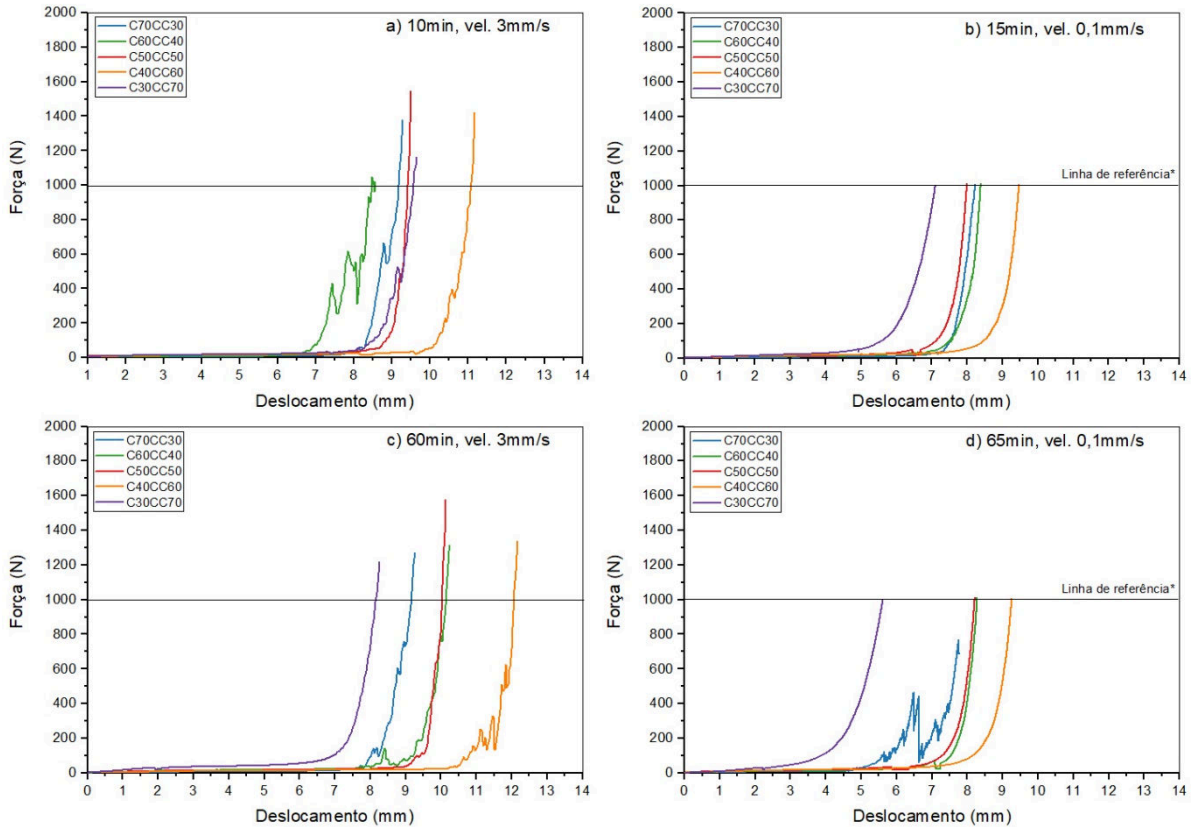 a) 10min, vel. 3mm/s
C70CC30
C60CC40
C50CC50
C40CC60
C30CC70
Força (N)
2000
1800
1600
1400
1200
1000
800
600
400
200
0
1 2 3 4 5 6 7 8 9 10 11 12 13 14
Deslocamento (mm)
b) 15min, vel. 0,1mm/s
C70CC30
C60CC40
C50CC50
C40CC60
C30CC70
Linha de referência*
Força (N)
2000
1800
1600
1400
1200
1000
800
600
400
200
0
0 1 2 3 4 5 6 7 8 9 10 11 12 13 14
Deslocamento (mm)
c) 60min, vel. 3mm/s
C70CC30
C60CC40
C50CC50
C40CC60
C30CC70
Força (N)
2000
1800
1600
1400
1200
1000
800
600
400
200
0
0 1 2 3 4 5 6 7 8 9 10 11 12 13 14
Deslocamento (mm)
d) 65min, vel. 0,1mm/s
C70CC30
C60CC40
C50CC50
C40CC60
C30CC70
Linha de referência*
Força (N)
2000
1800
1600
1400
1200
1000
800
600
400
200
0
0 1 2 3 4 5 6 7 8 9 10 11 12 13 14
Deslocamento (mm)